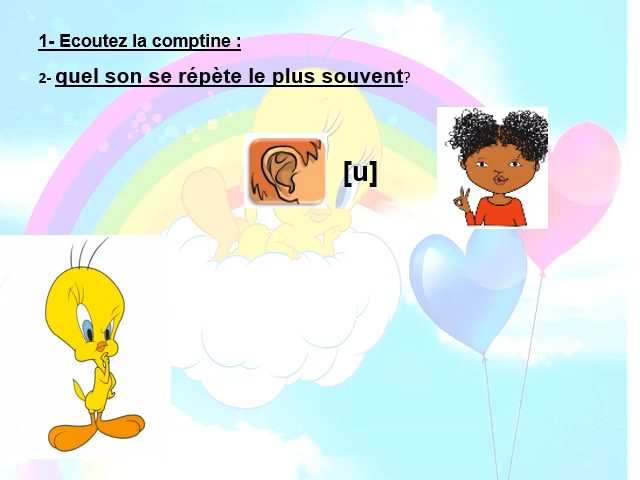 1- Ecoutez la comptine :
2- quel son se répète le plus souvent?
[u]